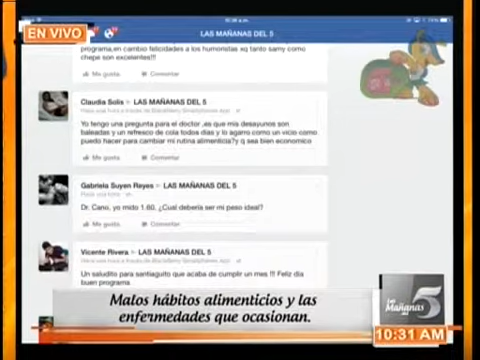 EN VIVO
LAS MAÑANAS DEL 5
programa,en cambio felicidades a los humoristas xq tanto samy como
chepe son excelentes!!!
Me gusta Comentar
Claudia Solis LAS MAÑANAS DEL 5
Hace una hora a través de BlackBerry Smartphones App
Yo tengo una pregunta para el doctor ,es que mis desayunos son
baleadas y un refresco de cola todos días y lo agarro como un vicio como
puedo hacer para cambiar mi rutina alimenticia?y q sea bien economico
Me gusta Comentar
Gabriela Suyen Reyes LAS MAÑANAS DEL 5
Hace una hora
Dr. Cano, yo mido 1.60. ¿Cual debería ser mi peso ideal?
Me gusta Comentar
Vicente Rivera LAS MAÑANAS DEL 5
Hace una hora a través de BlackBerry Smartphones App
Un saludito para santiaguito que acaba de cumplir un mes !!! Feliz día
buen programa
Malos hábitos alimenticios y las
enfermedades que ocasionan.
Las
Mañanas
del 5
10:31 AM